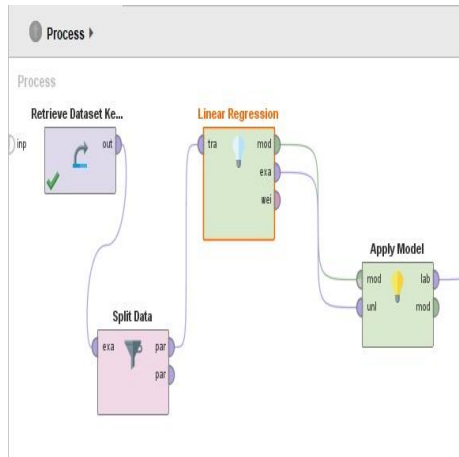 Process
Process
Retrieve Dataset Ke...
inp
out
Linear Regression
tra
mod
exa
wei
Apply Model
mod
lab
unl
mod
Split Data
exa
par
par